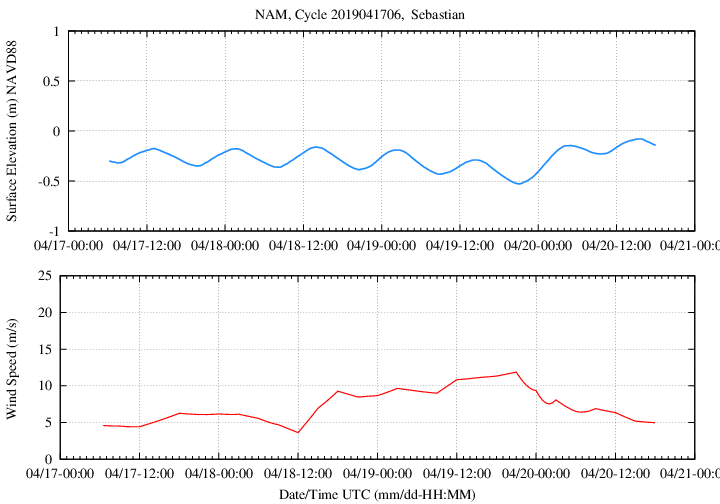 NAM, Cycle 2019041706,  Sebastian
Surface Elevation (m) NAVD88
1
0.5
0
-0.5
-1
04/17-00:00 04/17-12:00 04/18-00:00 04/18-12:00 04/19-00:00 04/19-12:00 04/20-00:00 04/20-12:00 04/21-00:00
Wind Speed (m/s)
25
20
15
10
5
0
04/17-00:00 04/17-12:00 04/18-00:00 04/18-12:00 04/19-00:00 04/19-12:00 04/20-00:00 04/20-12:00 04/21-00:00
Date/Time UTC (mm/dd-HH:MM)